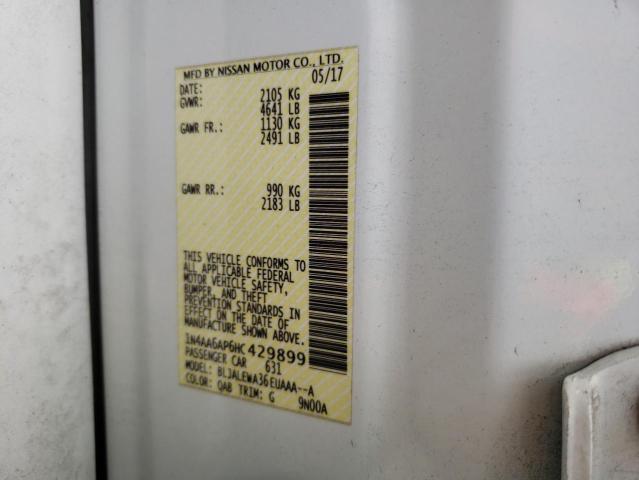 MFD BY NISSAN MOTOR CO., LTD.
DATE: 05/17
GVWR: 2105 KG
4641 LB
GAWR FR.: 1130 KG
2491 LB
GAWR RR.: 990 KG
2183 LB
THIS VEHICLE CONFORMS TO
ALL APPLICABLE FEDERAL
MOTOR VEHICLE SAFETY,
BUMPER, AND THEFT
PREVENTION STANDARDS IN
EFFECT ON THE DATE OF
MANUFACTURE SHOWN ABOVE.
1N4AA6AP6HC429899
PASSENGER CAR 631
MODEL: BLJALEWA36EUAAA--A
COLOR: QAB TRIM: G 9N00A